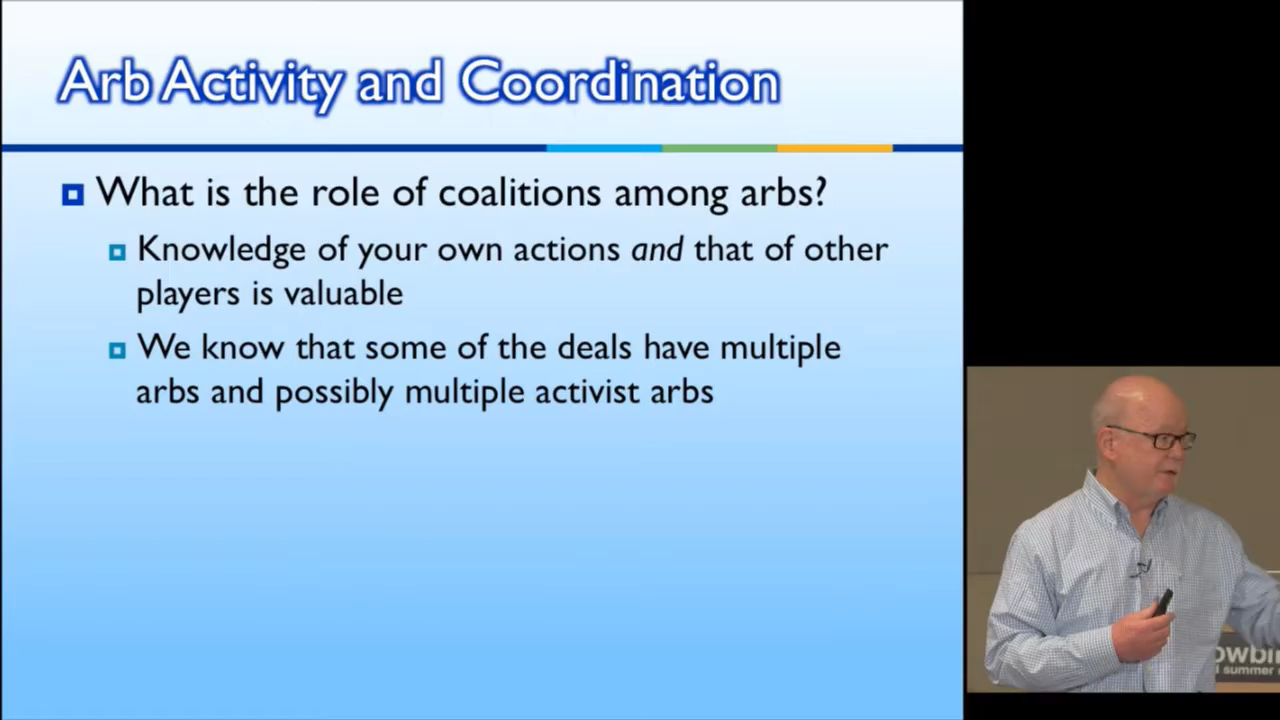 Arb Activity and Coordination
What is the role of coalitions among arbs?
Knowledge of your own actions and that of other
players is valuable
We know that some of the deals have multiple
arbs and possibly multiple activist arbs
summer